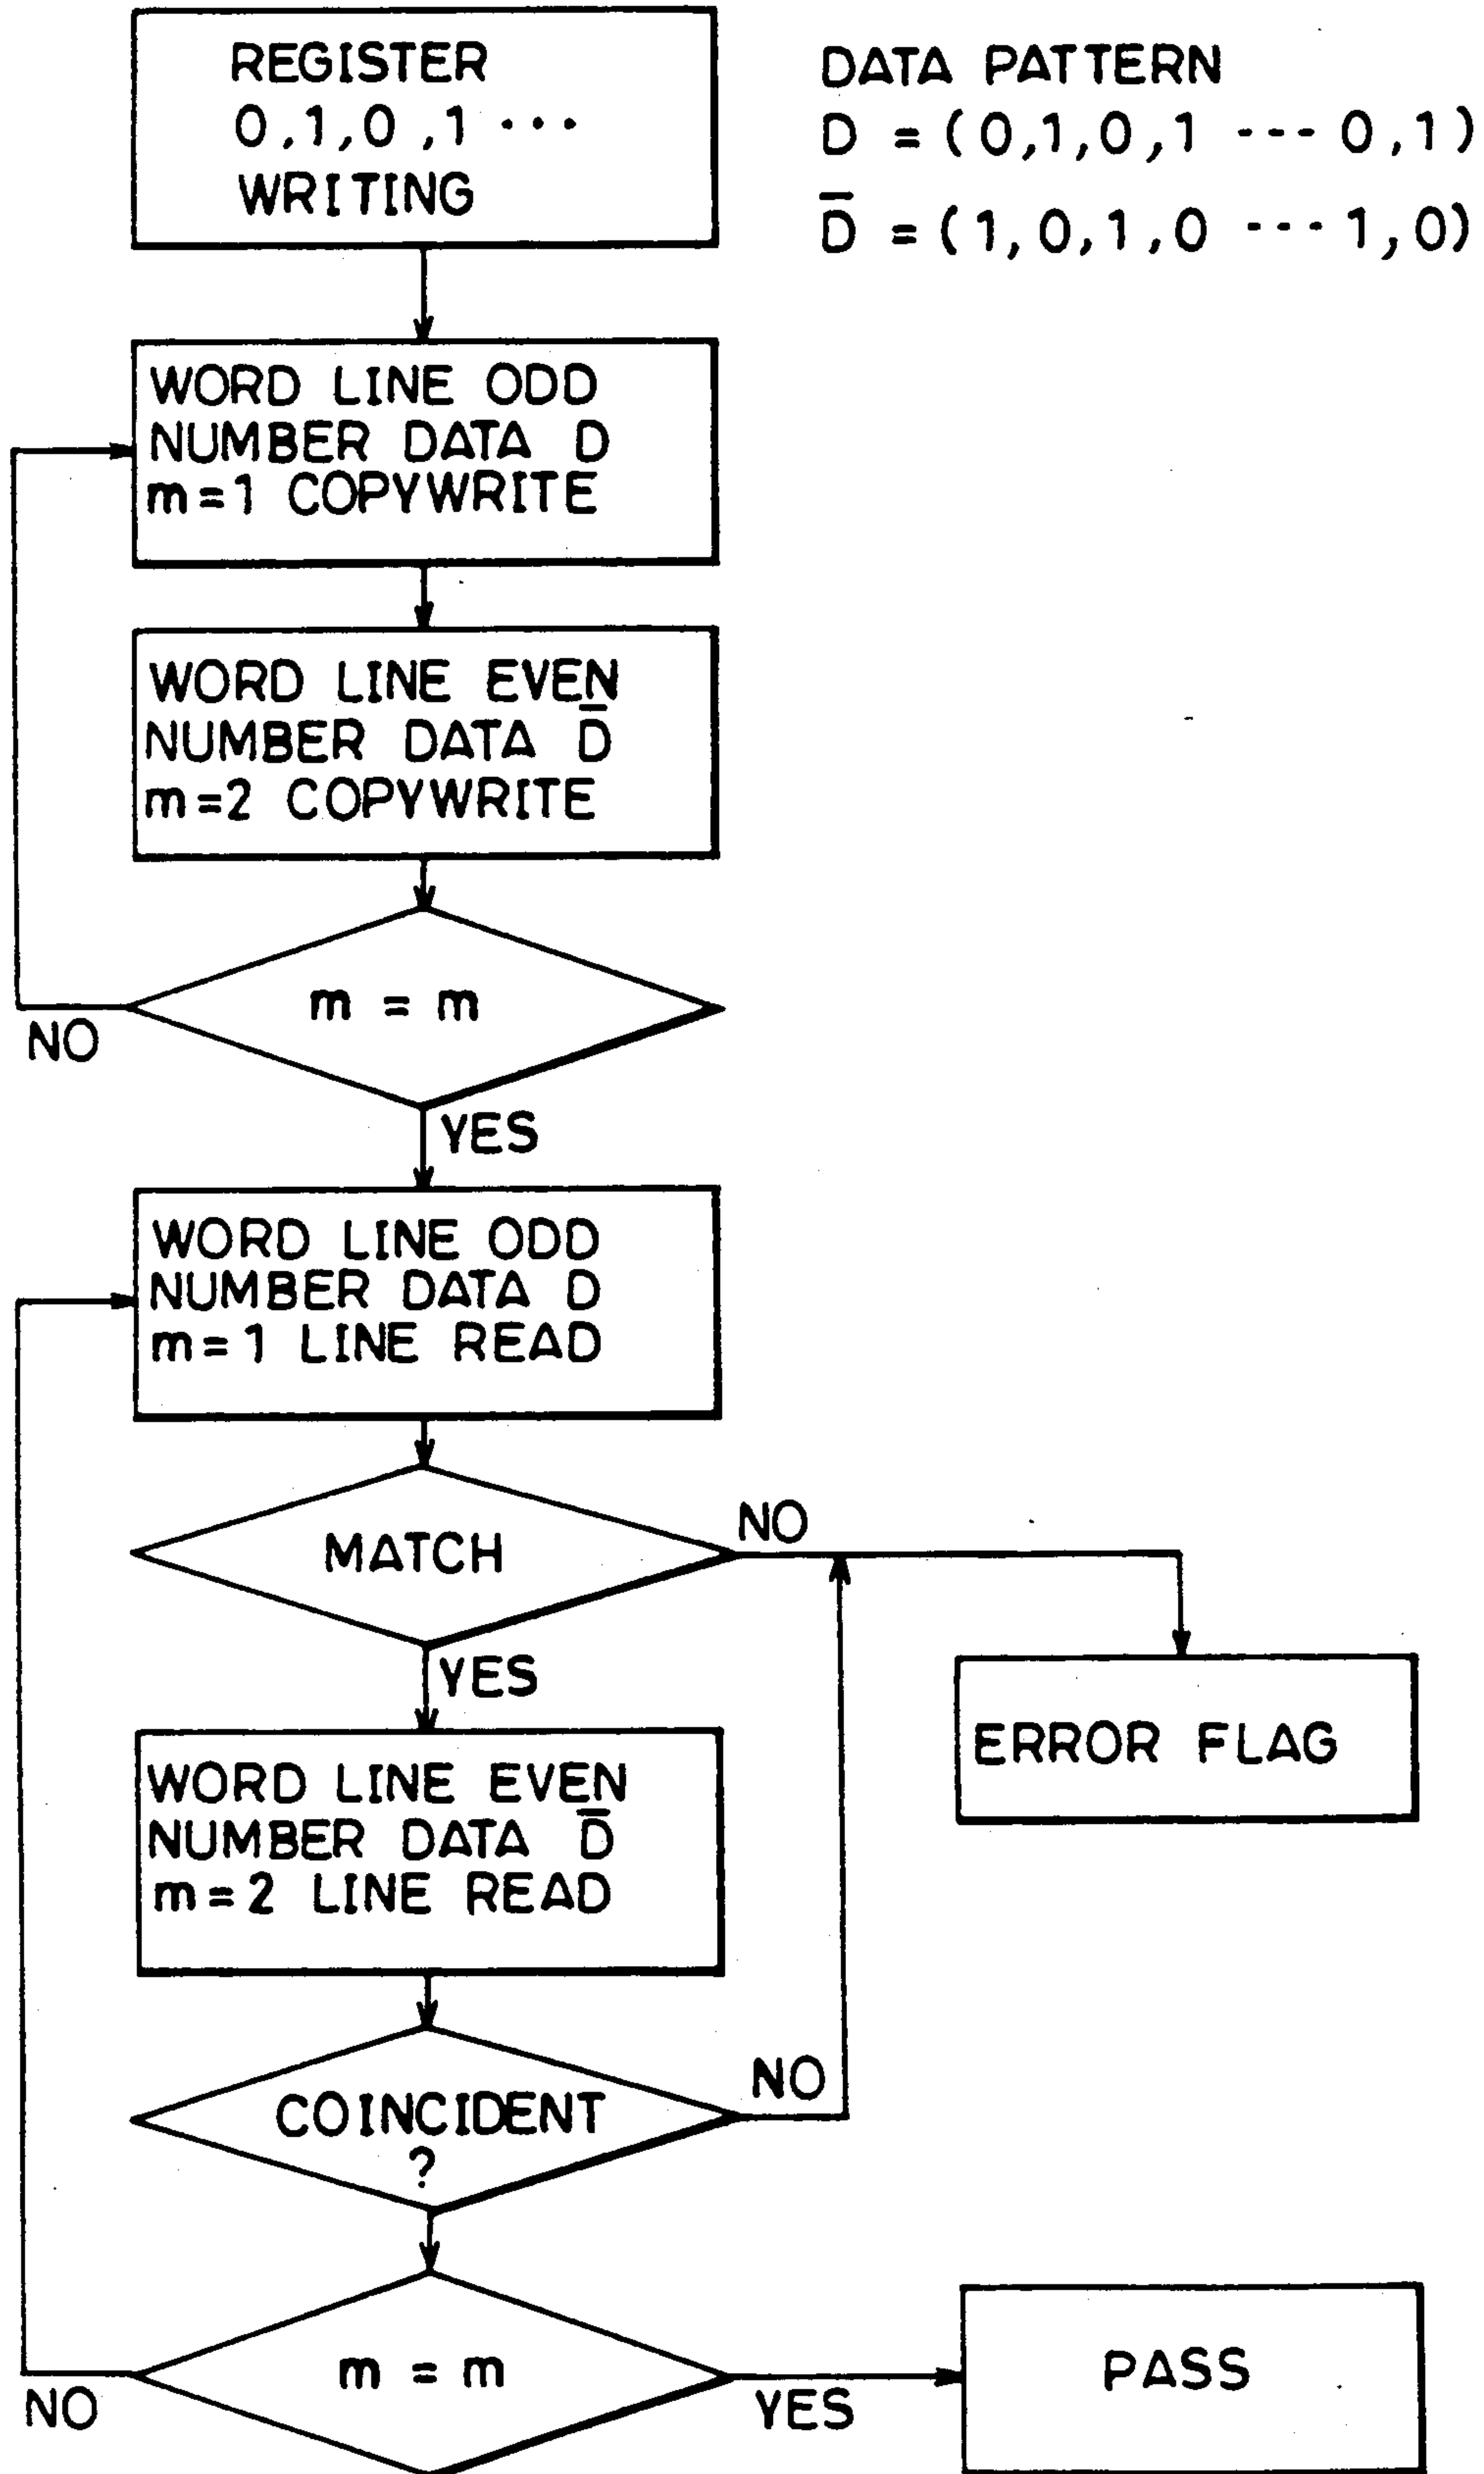 REGISTER
0,1,0,1 ···
WRITING
DATA PATTERN
D = (0,1,0,1 --- 0,1)
D̅ = (1,0,1,0 --- 1,0)
WORD LINE ODD
NUMBER DATA D
m=1 COPYWRITE
WORD LINE EVEN
NUMBER DATA D̅
m=2 COPYWRITE
m = m
NO
YES
WORD LINE ODD
NUMBER DATA D
m=1 LINE READ
MATCH
NO
YES
ERROR FLAG
WORD LINE EVEN
NUMBER DATA D̅
m=2 LINE READ
COINCIDENT
?
NO
m = m
NO
YES
PASS